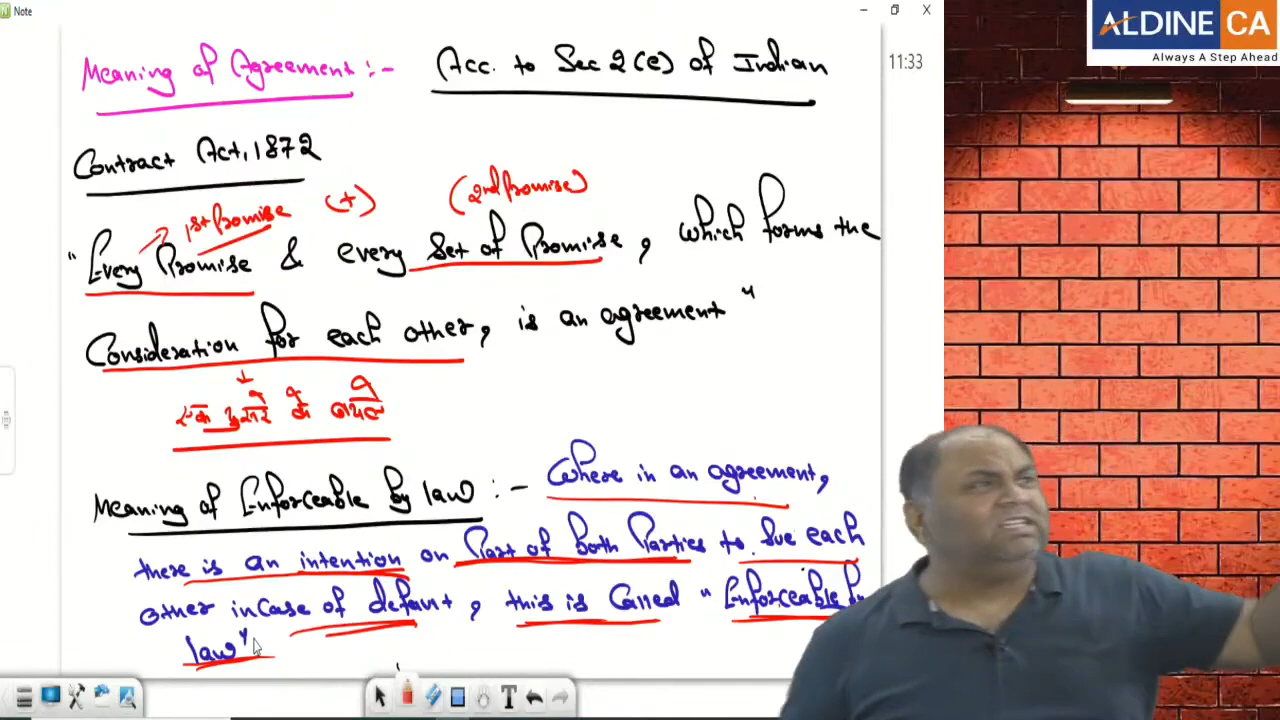 Note
ALDINE CA
Always A Step Ahead
11:33
Meaning of Agreement :- Acc. to Sec 2(e) of Indian
Contract Act, 1872
1st Promise (+) (2nd Promise)
"Every Promise & every Set of Promise, which forms the
Consideration for each other, is an agreement"
Meaning of Enforceable by law :- Where in an agreement,
there is an intention on Part of both Parties to Sue each
other incase of default, this is Called "Enforceable by
law"